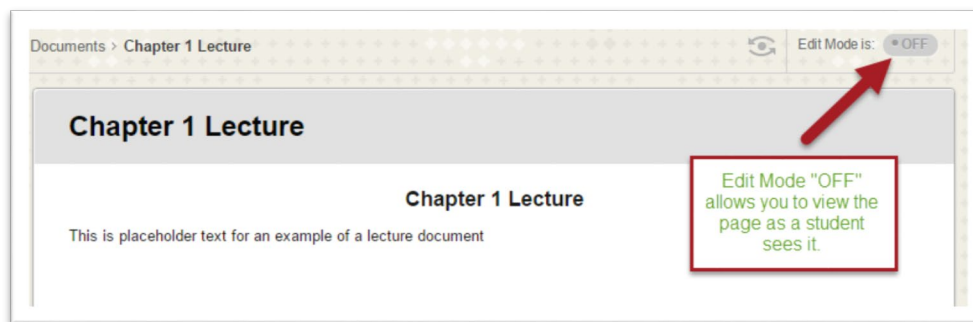 Documents > Chapter 1 Lecture
Edit Mode is: • OFF
Chapter 1 Lecture
Chapter 1 Lecture
This is placeholder text for an example of a lecture document
Edit Mode "OFF"
allows you to view the
page as a student
sees it.